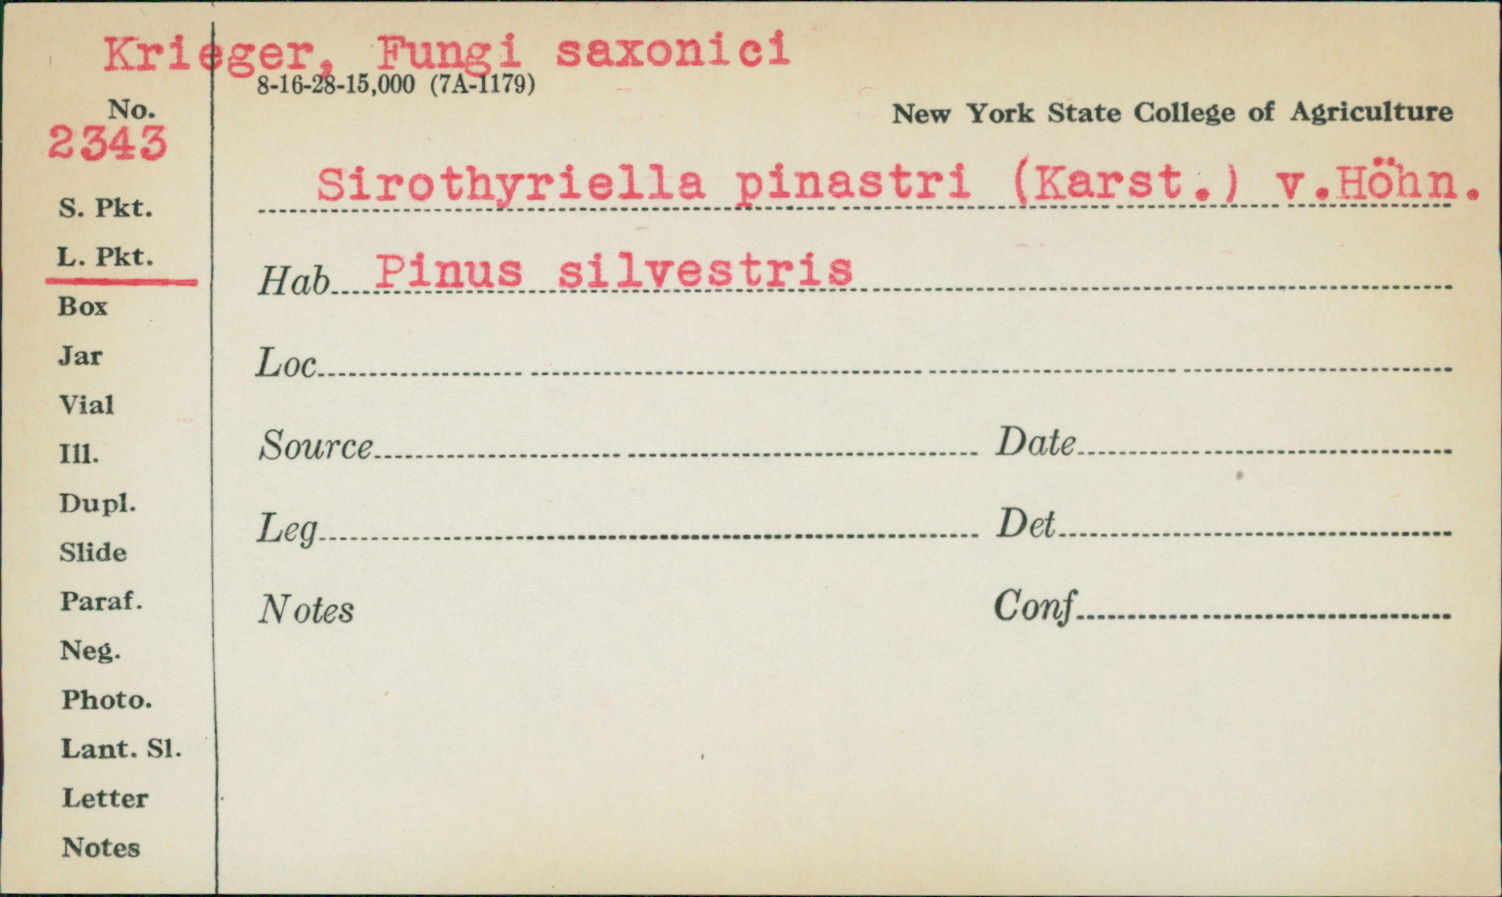 Krieger, Fungi saxonici
8-16-28-15,000 (7A-1179)
No.
2343
New York State College of Agriculture
Sirothyriella pinastri (Karst.) v.Höhn.
S. Pkt.
L. Pkt.
Hab Pinus silvestris
Box
Jar
Loc
Vial
Ill.
Source Date
Dupl.
Leg Det
Slide
Paraf.
Notes Conf
Neg.
Photo.
Lant. Sl.
Letter
Notes